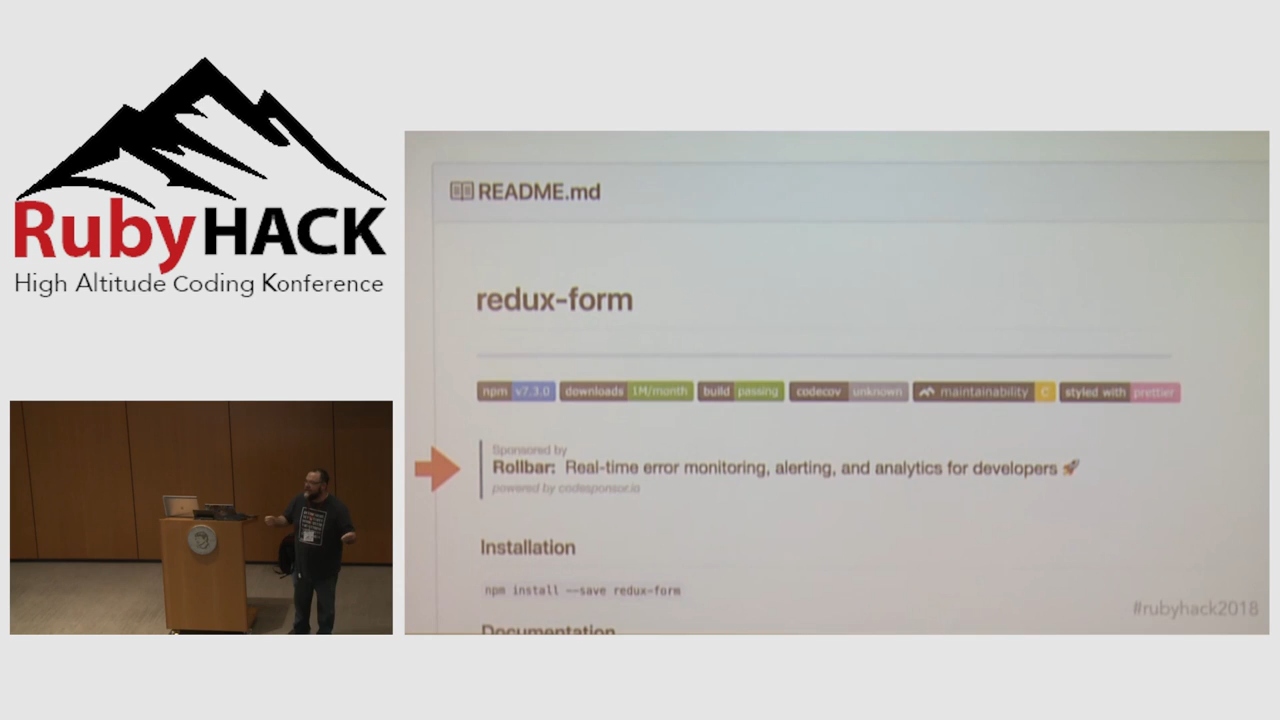 RubyHACK
High Altitude Coding Konference
README.md
redux-form
npm v7.3.0 downloads 1M/month build passing codecov unknown maintainability C styled with prettier
Sponsored by
Rollbar: Real-time error monitoring, alerting, and analytics for developers 🚀
powered by codesponsor.io
Installation
npm install --save redux-form
#rubyhack2018
Documentation